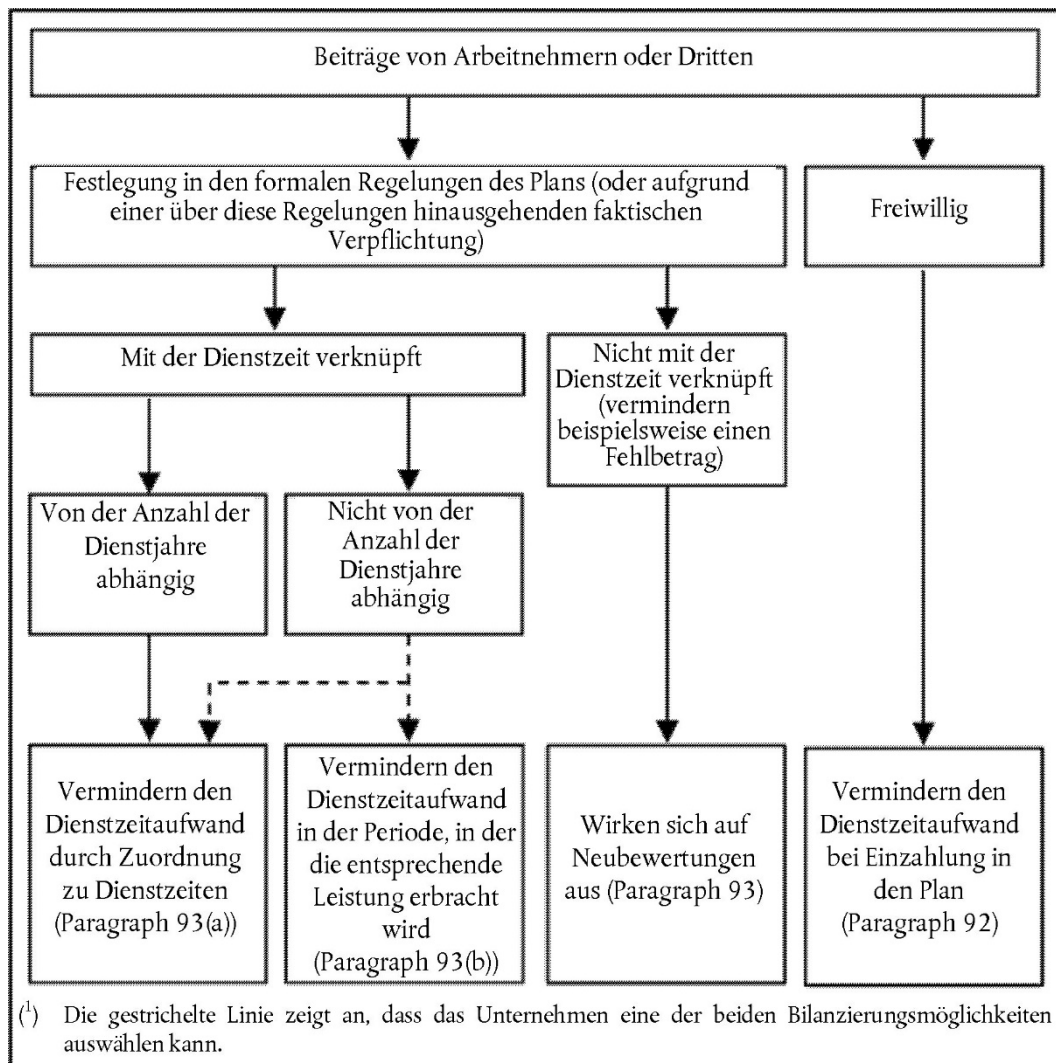 Beiträge von Arbeitnehmern oder Dritten
Festlegung in den formalen Regelungen des Plans (oder aufgrund
einer über diese Regelungen hinausgehenden faktischen
Verpflichtung)
Freiwillig
Mit der Dienstzeit verknüpft
Nicht mit der
Dienstzeit verknüpft
(vermindern
beispielsweise einen
Fehlbetrag)
Von der Anzahl der
Dienstjahre
abhängig
Nicht von der
Anzahl der
Dienstjahre
abhängig
Vermindern den
Dienstzeitaufwand
durch Zuordnung
zu Dienstzeiten
(Paragraph 93(a))
Vermindern den
Dienstzeitaufwand
in der Periode, in der
die entsprechende
Leistung erbracht
wird
(Paragraph 93(b))
Wirken sich auf
Neubewertungen
aus (Paragraph 93)
Vermindern den
Dienstzeitaufwand
bei Einzahlung in
den Plan
(Paragraph 92)
(¹) Die gestrichelte Linie zeigt an, dass das Unternehmen eine der beiden Bilanzierungsmöglichkeiten
auswählen kann.